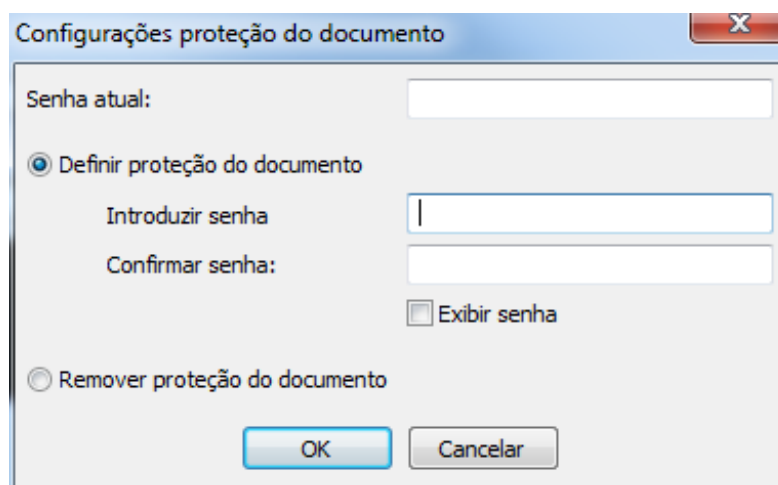 Configurações proteção do documento
Senha atual:
Definir proteção do documento
Introduzir senha
Confirmar senha:
Exibir senha
Remover proteção do documento
OK Cancelar